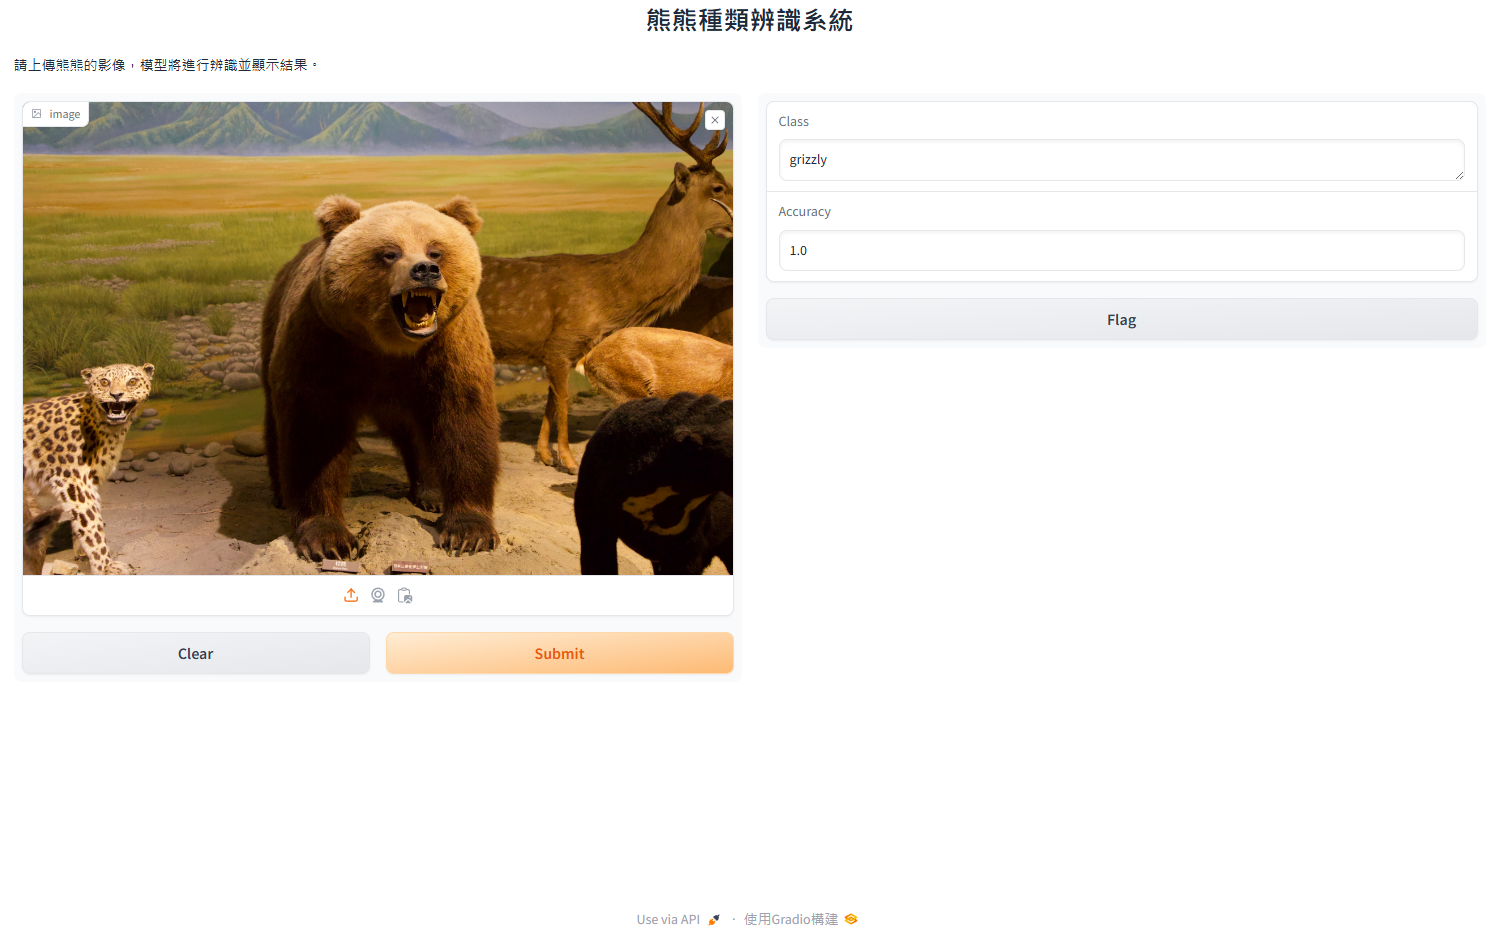 熊熊種類辨識系統
請上傳熊熊的影像，模型將進行辨識並顯示結果。
image
Class
grizzly
Accuracy
1.0
Flag
Clear
Submit
Use via API · 使用Gradio構建